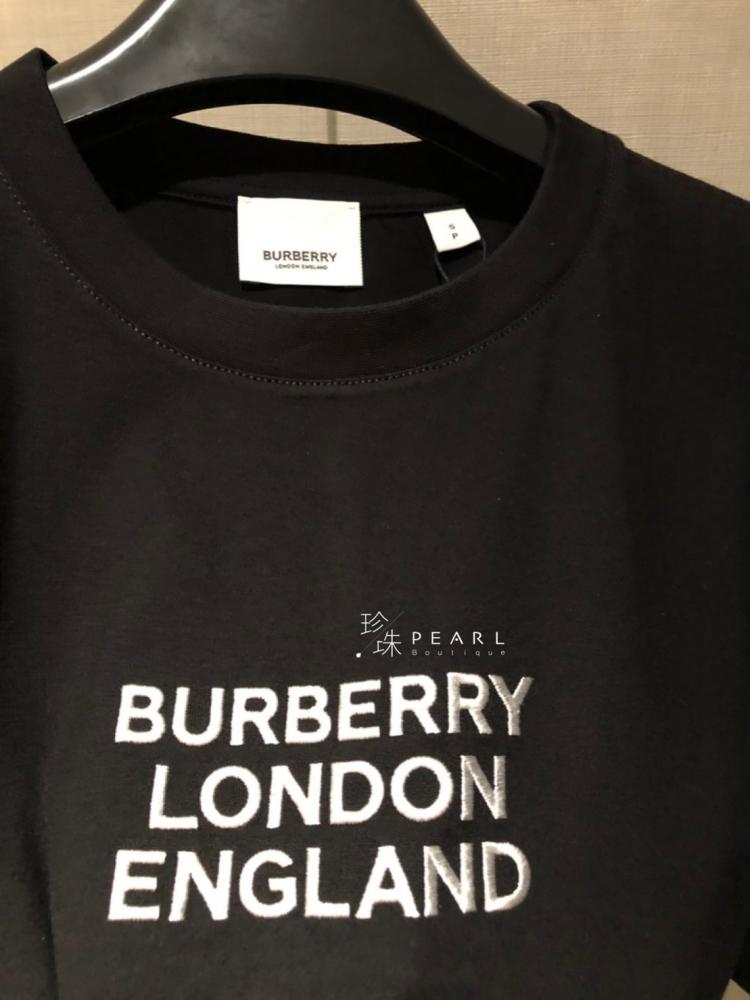 BURBERRY
LONDON ENGLAND
S
P
珍珠 PEARL
Boutique
BURBERRY
LONDON
ENGLAND